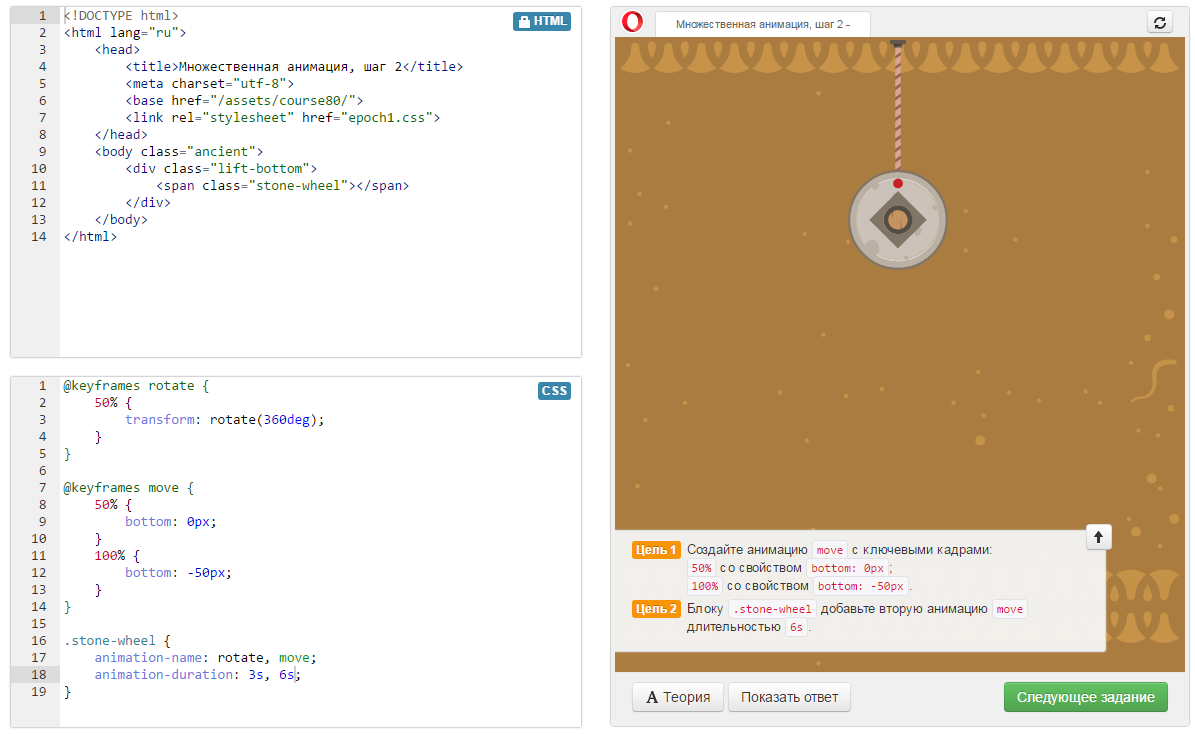 1 <!DOCTYPE html>
2 <html lang="ru">
3     <head>
4         <title>Множественная анимация, шаг 2</title>
5         <meta charset="utf-8">
6         <base href="/assets/course80/">
7         <link rel="stylesheet" href="epoch1.css">
8     </head>
9     <body class="ancient">
10         <div class="lift-bottom">
11             <span class="stone-wheel"></span>
12         </div>
13     </body>
14 </html>
HTML
1 @keyframes rotate {
2     50% {
3         transform: rotate(360deg);
4     }
5 }
6
7 @keyframes move {
8     50% {
9         bottom: 0px;
10     }
11     100% {
12         bottom: -50px;
13     }
14 }
15
16 .stone-wheel {
17     animation-name: rotate, move;
18     animation-duration: 3s, 6s;
19 }
CSS
Множественная анимация, шаг 2 -
Цель 1 Создайте анимацию move с ключевыми кадрами:
50% со свойством bottom: 0px;
100% со свойством bottom: -50px.
Цель 2 Блоку .stone-wheel добавьте вторую анимацию move
длительностью 6s.
A Теория Показать ответ Следующее задание